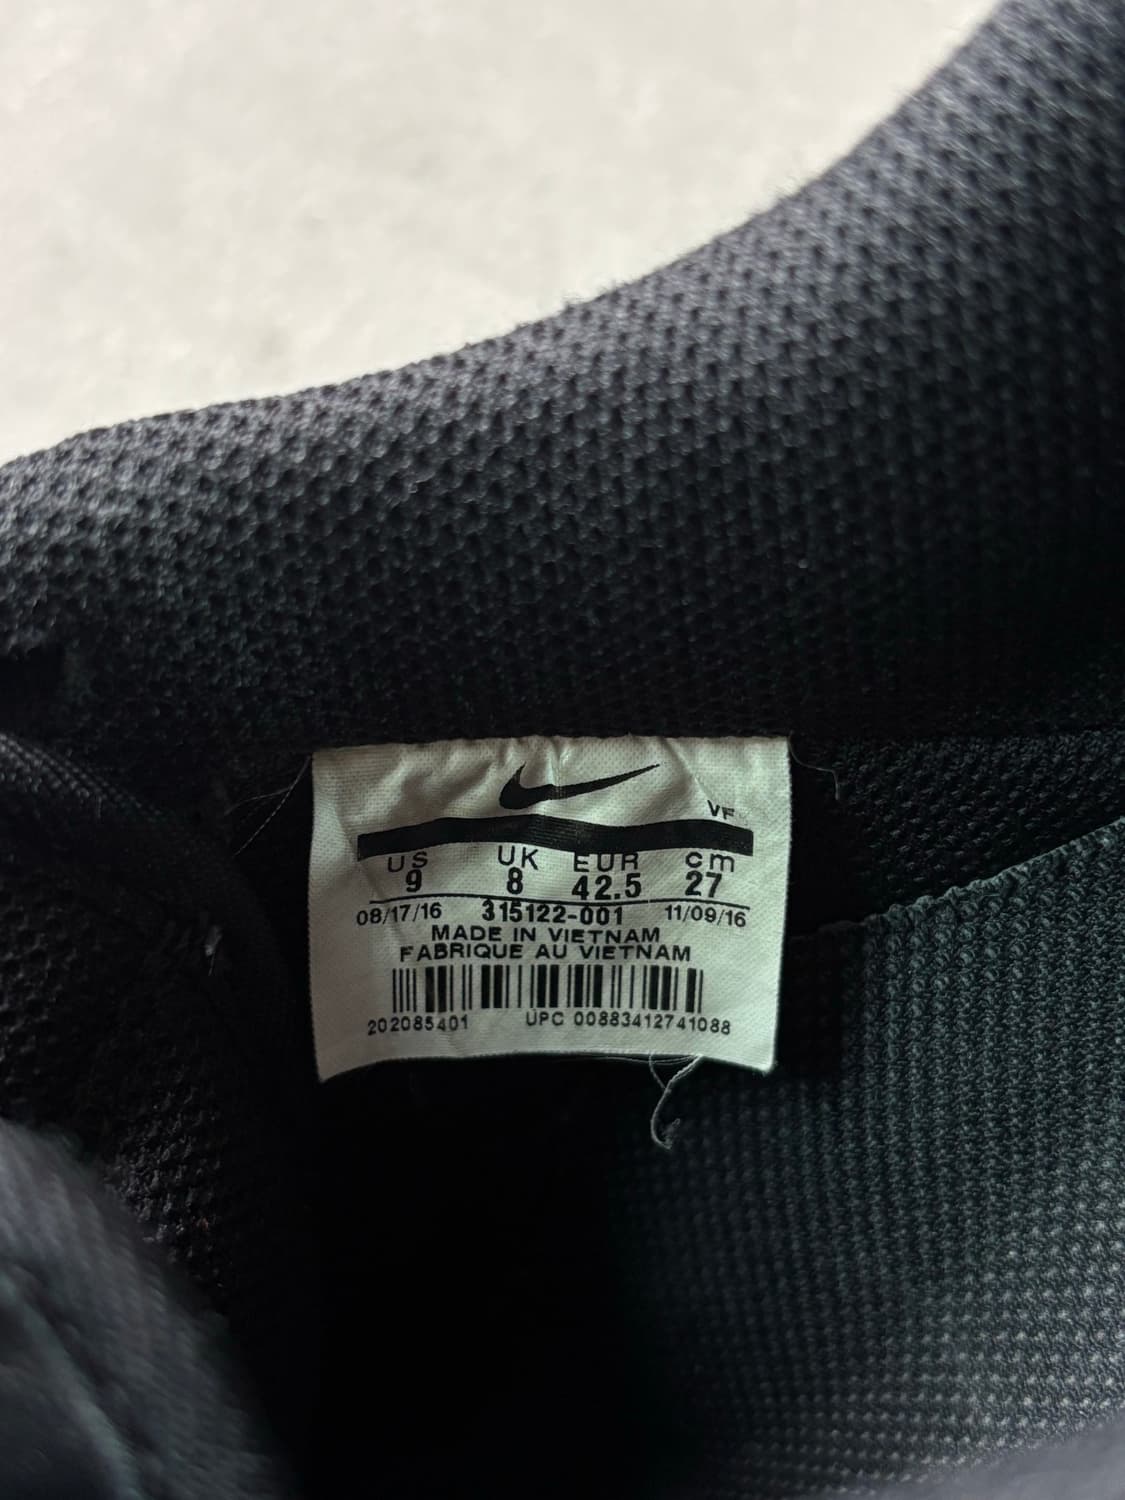 VF
US UK EUR cm
9 8 42.5 27
08/17/16 315122-001 11/09/16
MADE IN VIETNAM
FABRIQUE AU VIETNAM
202085401 UPC 00883412741088